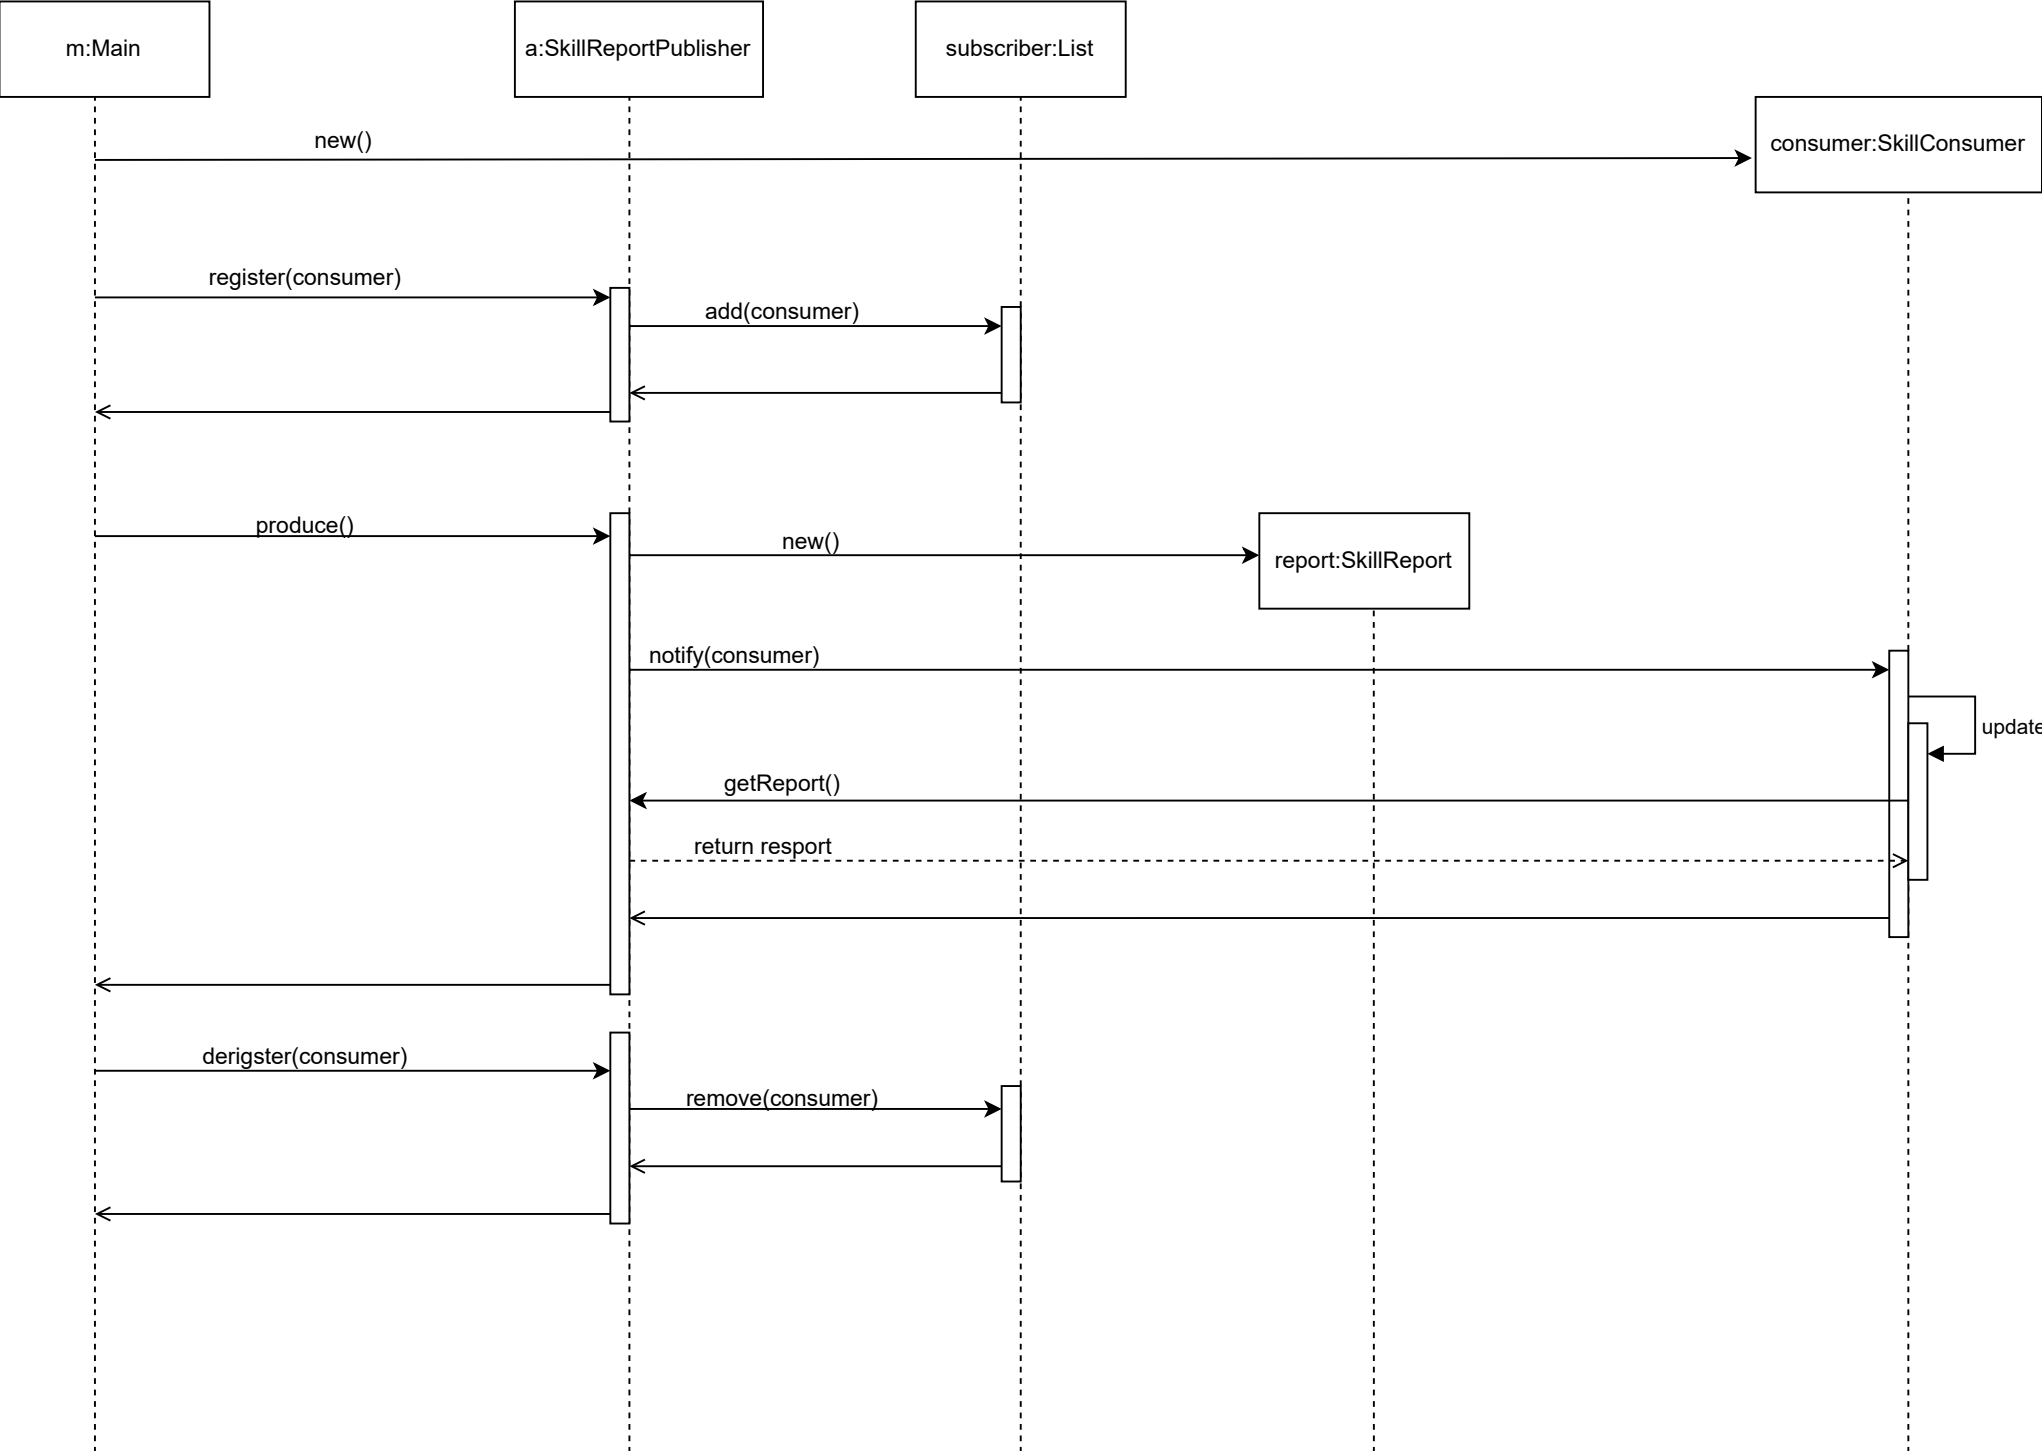 m:Main
a:SkillReportPublisher
subscriber:List
consumer:SkillConsumer
new()
register(consumer)
add(consumer)
produce()
new()
report:SkillReport
notify(consumer)
update
getReport()
return resport
derigster(consumer)
remove(consumer)